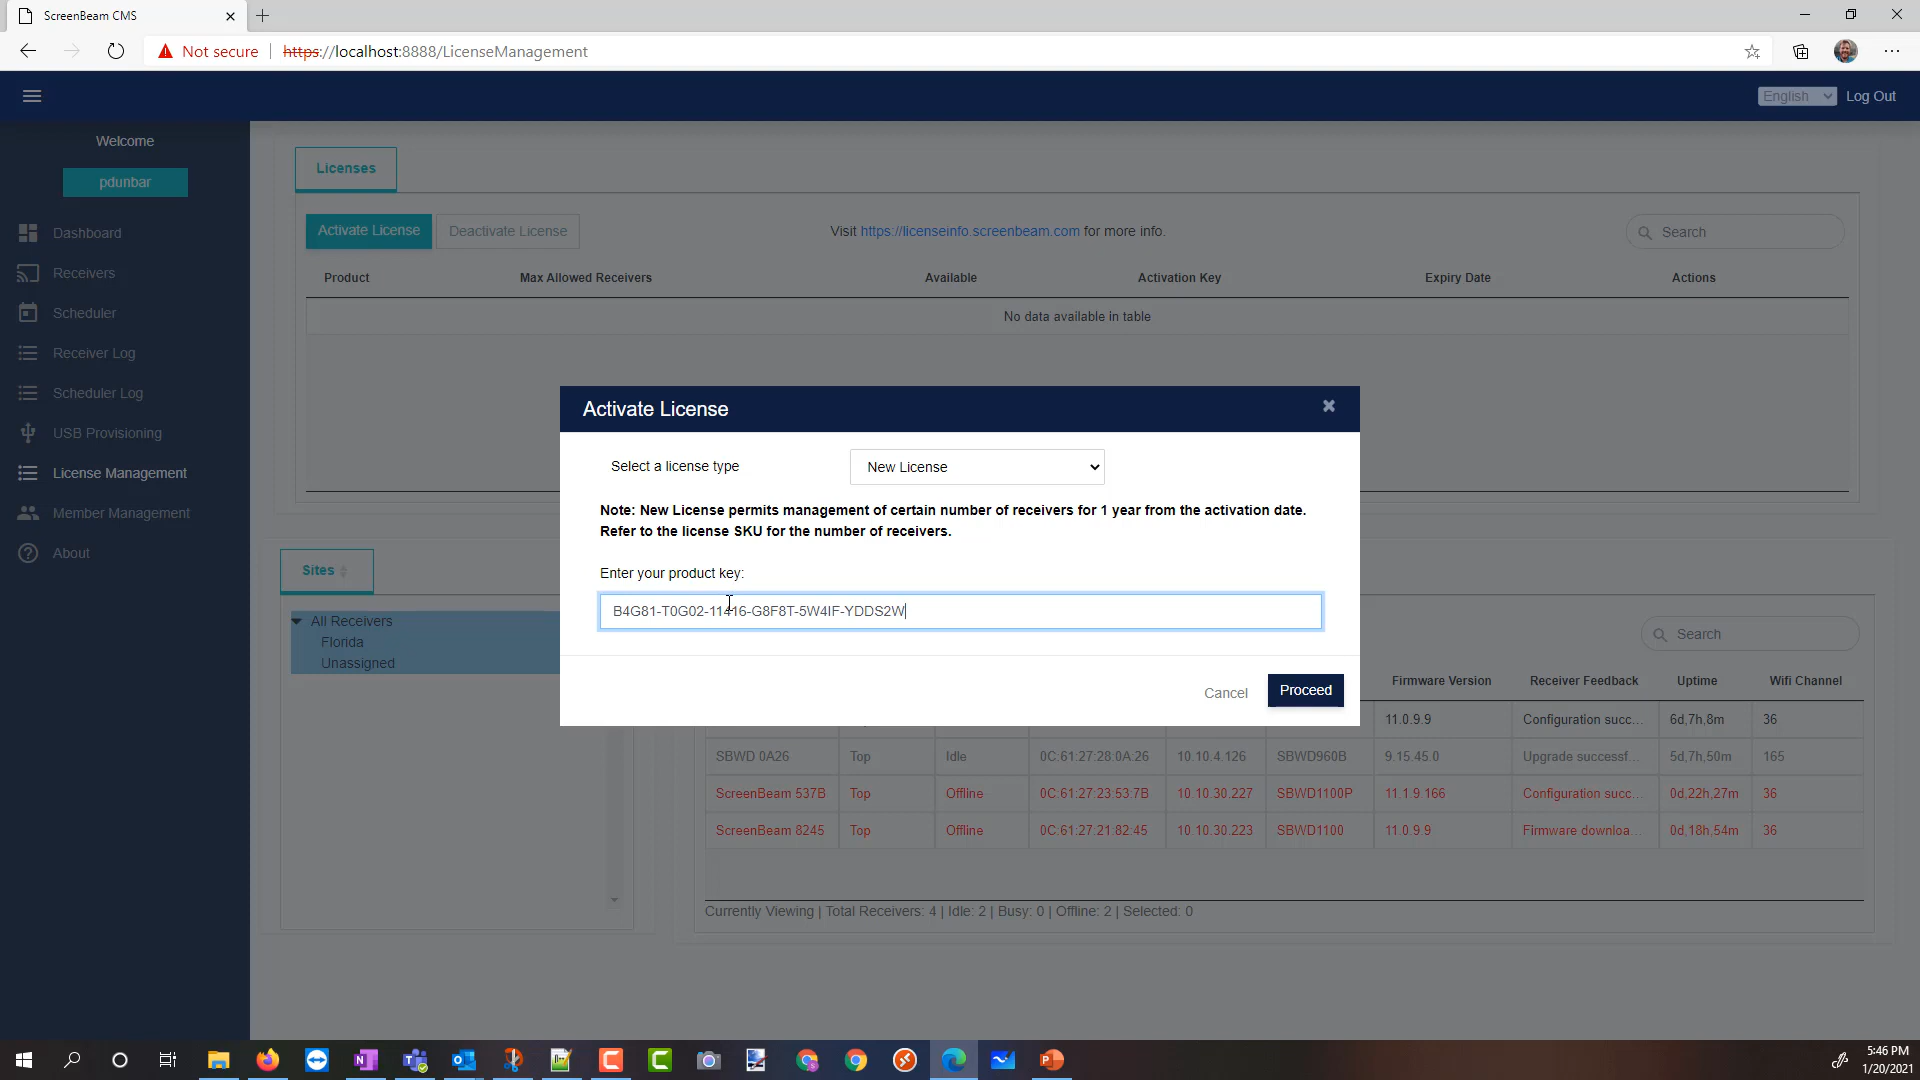 ScreenBeam CMS
Not secure
https://localhost:8888/LicenseManagement
English
Log Out
Welcome
pdunbar
Dashboard
Receivers
Scheduler
Receiver Log
Scheduler Log
USB Provisioning
License Management
Member Management
About
Licenses
Activate License
Deactivate License
Visit https://licenseinfo.screenbeam.com for more info.
Search
Product Max Allowed Receivers Available Activation Key Expiry Date Actions
No data available in table
Activate License
Select a license type
New License
Note: New License permits management of certain number of receivers for 1 year from the activation date.
Refer to the license SKU for the number of receivers.
Enter your product key:
B4G81-T0G02-11416-G8F8T-5W4IF-YDDS2W
Cancel
Proceed
Sites
All Receivers
Florida
Unassigned
Search
Firmware Version Receiver Feedback Uptime Wifi Channel
11.0.9.9 Configuration succ... 6d,7h,8m 36
SBWD 0A26 Top Idle 0C:61:27:28:0A:26 10.10.4.126 SBWD960B 9.15.45.0 Upgrade successf... 5d,7h,50m 165
ScreenBeam 537B Top Offline 0C:61:27:23:53:7B 10.10.30.227 SBWD1100P 11.1.9.166 Configuration succ... 0d,22h,27m 36
ScreenBeam 8245 Top Offline 0C:61:27:21:82:45 10.10.30.223 SBWD1100 11.0.9.9 Firmware downloa... 0d,18h,54m 36
Currently Viewing | Total Receivers: 4 | Idle: 2 | Busy: 0 | Offline: 2 | Selected: 0
5:46 PM
1/20/2021